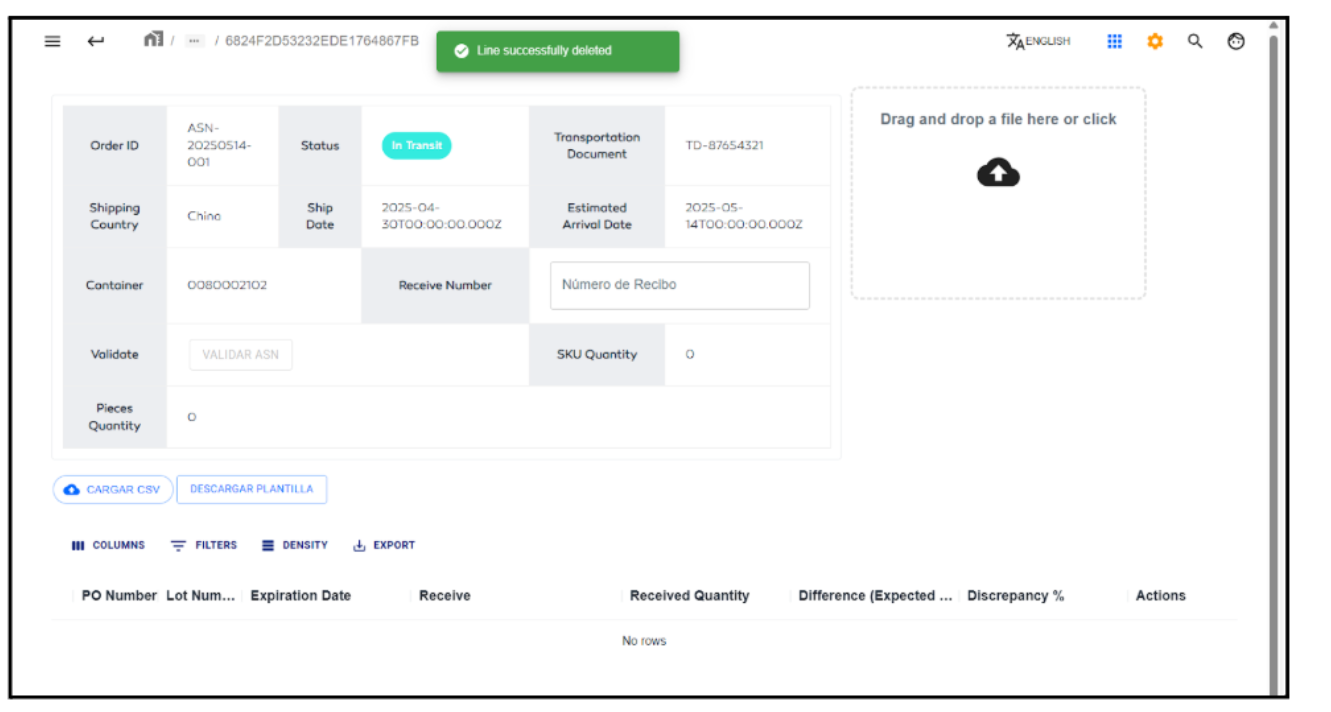 / ... / 6824F2D53232EDE1764867FB
Line successfully deleted
ENGLISH
Order ID
ASN-
20250514-
001
Status
In Transit
Transportation
Document
TD-87654321
Shipping
Country
China
Ship
Date
2025-04-
30T00:00:00.000Z
Estimated
Arrival Date
2025-05-
14T00:00:00.000Z
Container
0080002102
Receive Number
Número de Recibo
Validate
VALIDAR ASN
SKU Quantity
0
Pieces
Quantity
0
Drag and drop a file here or click
CARGAR CSV
DESCARGAR PLANTILLA
COLUMNS
FILTERS
DENSITY
EXPORT
PO Number
Lot Num...
Expiration Date
Receive
Received Quantity
Difference (Expected ...
Discrepancy %
Actions
No rows